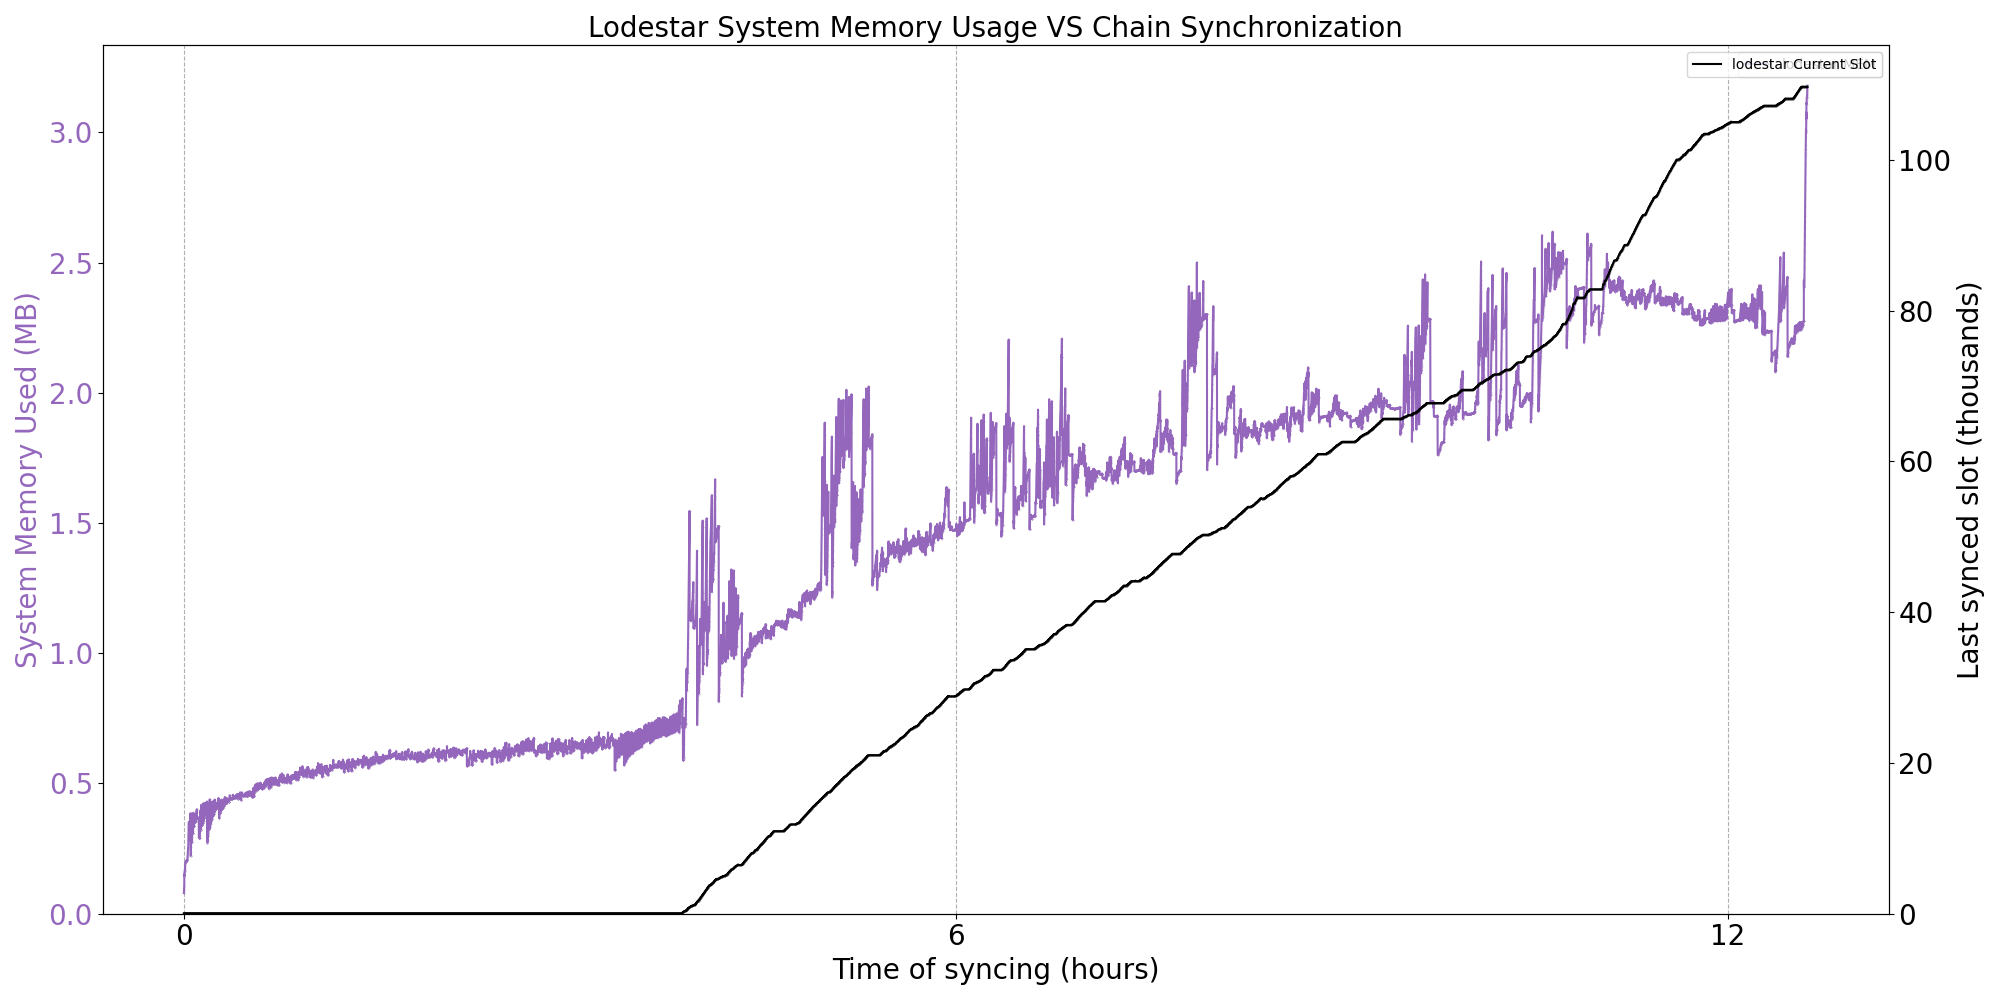 Lodestar System Memory Usage VS Chain Synchronization
lodestar Current Slot
System Memory Used (MB)
3.0
2.5
2.0
1.5
1.0
0.5
0.0
100
80
60
40
20
0
Last synced slot (thousands)
0 6 12
Time of syncing (hours)